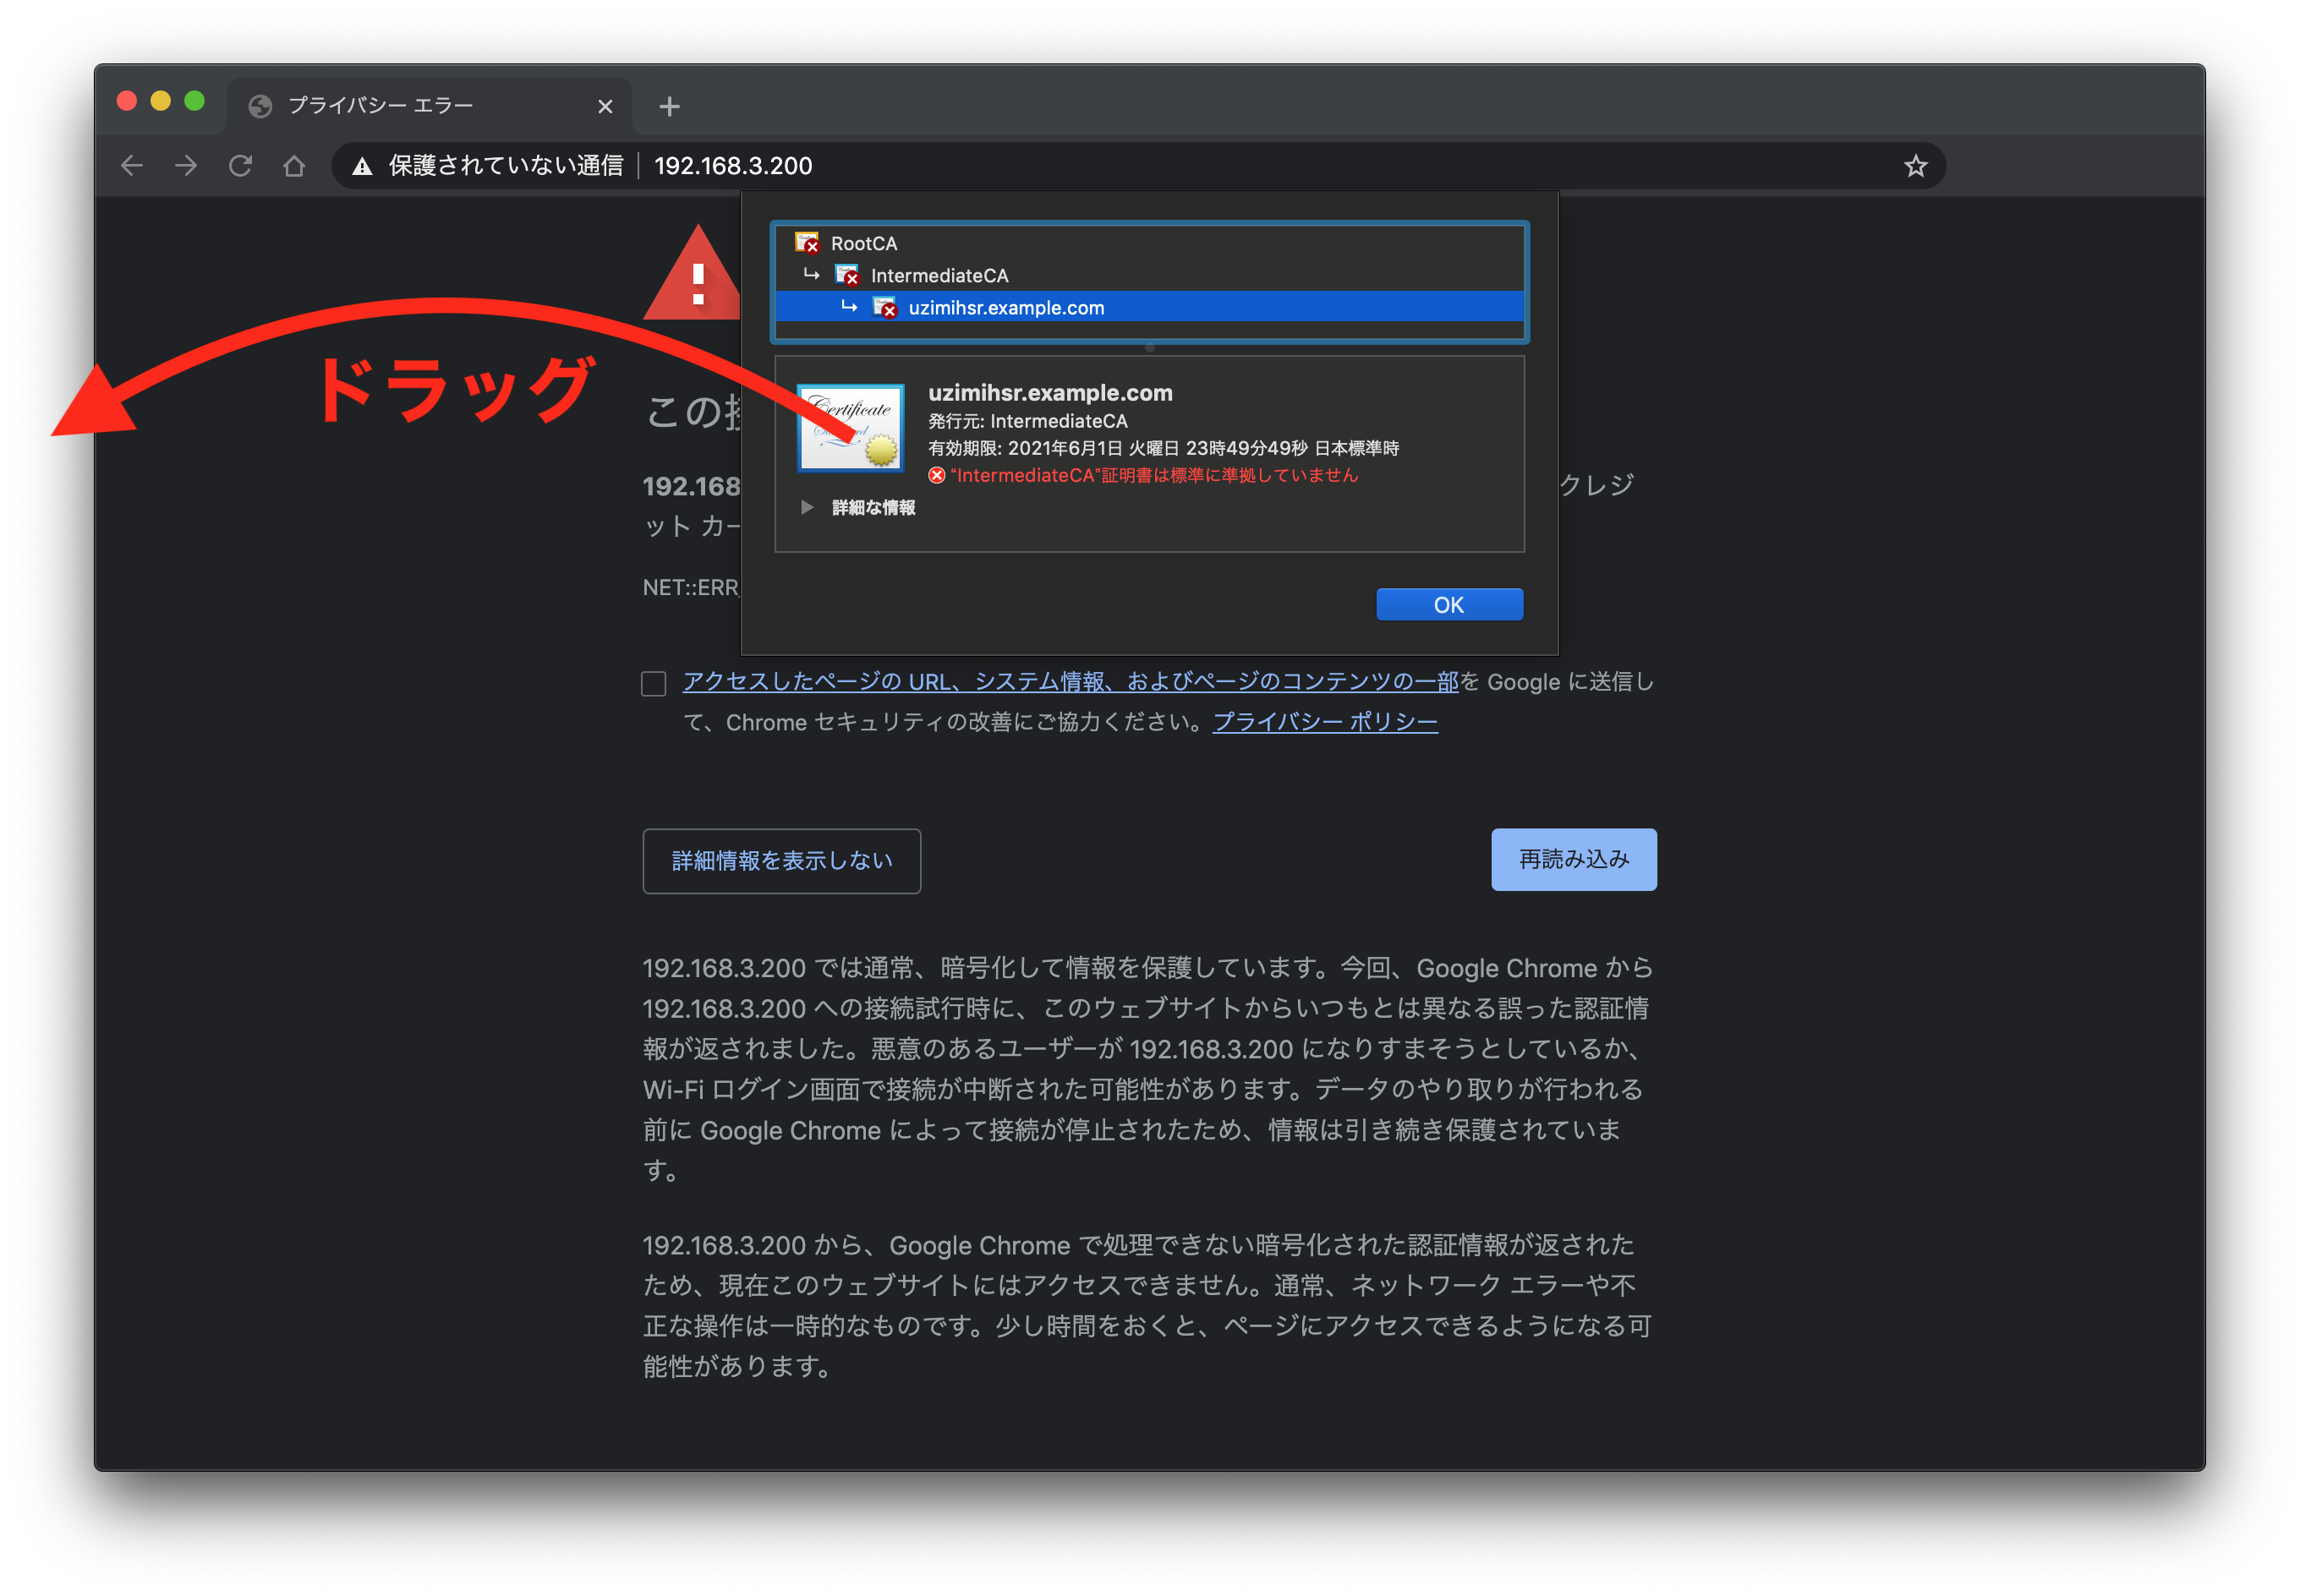 プライバシー エラー
保護されていない通信 192.168.3.200
RootCA
IntermediateCA
uzimihsr.example.com
ドラッグ
Certificate
uzimihsr.example.com
発行元: IntermediateCA
有効期限: 2021年6月1日 火曜日 23時49分49秒 日本標準時
“IntermediateCA”証明書は標準に準拠していません
詳細な情報
OK
この接
192.168
クレジ
ット カー
NET::ERR_
アクセスしたページの URL、システム情報、およびページのコンテンツの一部を Google に送信し
て、Chrome セキュリティの改善にご協力ください。プライバシー ポリシー
詳細情報を表示しない
再読み込み
192.168.3.200 では通常、暗号化して情報を保護しています。今回、Google Chrome から
192.168.3.200 への接続試行時に、このウェブサイトからいつもとは異なる誤った認証情
報が返されました。悪意のあるユーザーが 192.168.3.200 になりすまそうとしているか、
Wi-Fi ログイン画面で接続が中断された可能性があります。データのやり取りが行われる
前に Google Chrome によって接続が停止されたため、情報は引き続き保護されていま
す。
192.168.3.200 から、Google Chrome で処理できない暗号化された認証情報が返された
ため、現在このウェブサイトにはアクセスできません。通常、ネットワーク エラーや不
正な操作は一時的なものです。少し時間をおくと、ページにアクセスできるようになる可
能性があります。